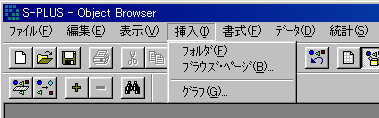 S-PLUS - Object Browser
ﾌｧｲﾙ(F) 編集(E) 表示(V) 挿入(I) 書式(F) ﾃﾞｰﾀ(D) 統計(S)
ﾌｫﾙﾀﾞ(F)
ﾌﾞﾗｳｽﾞ･ﾍﾟｰｼﾞ(B)...
ｸﾞﾗﾌ(G)...